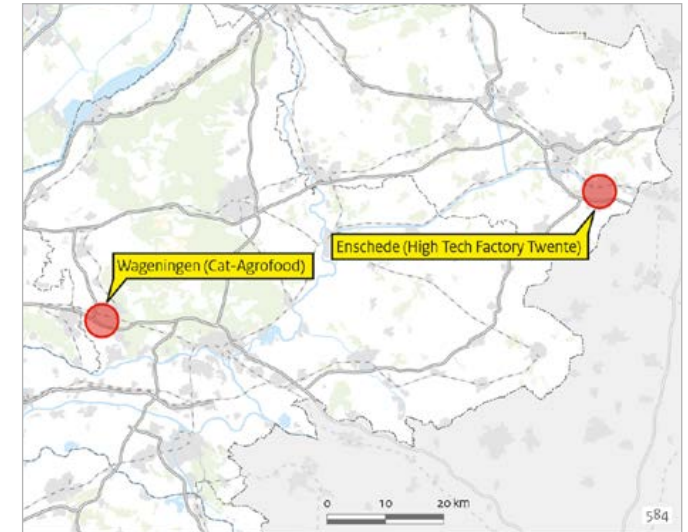 Enschede (High Tech Factory Twente)
Wageningen (Cat-Agrofood)
0 10 20 km
584